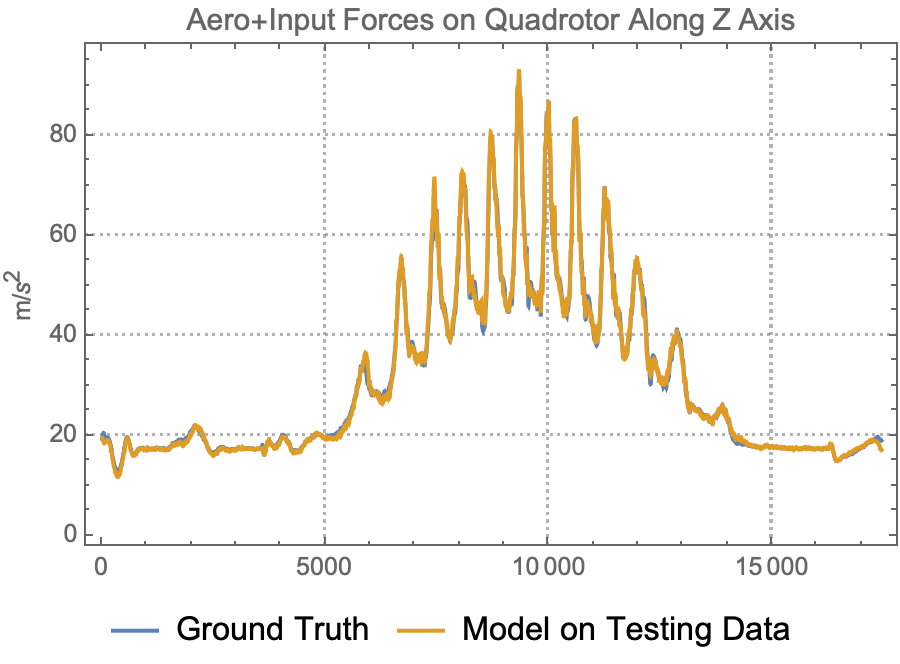 Aero+Input Forces on Quadrotor Along Z Axis
m/s²
80
60
40
20
0
0 5000 10 000 15 000
Ground Truth Model on Testing Data